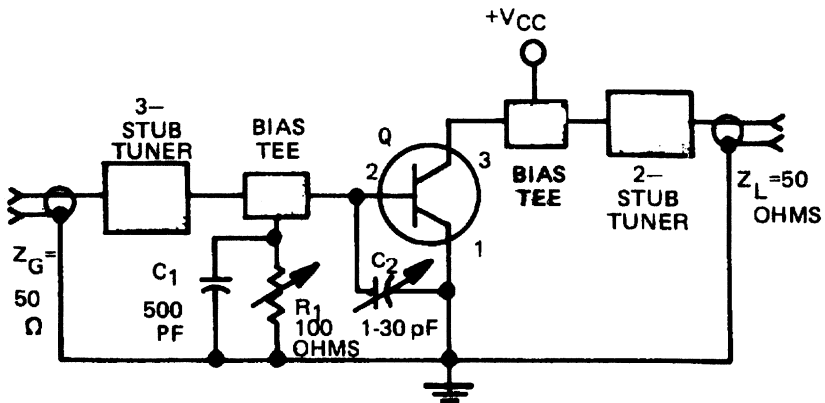 +VCC
3–
STUB
TUNER
BIAS
TEE
Q
2
3
1
BIAS
TEE
2–
STUB
TUNER
ZL=50
OHMS
ZG=
50
Ω
C1
500
PF
R1
100
OHMS
C2
1-30 pF